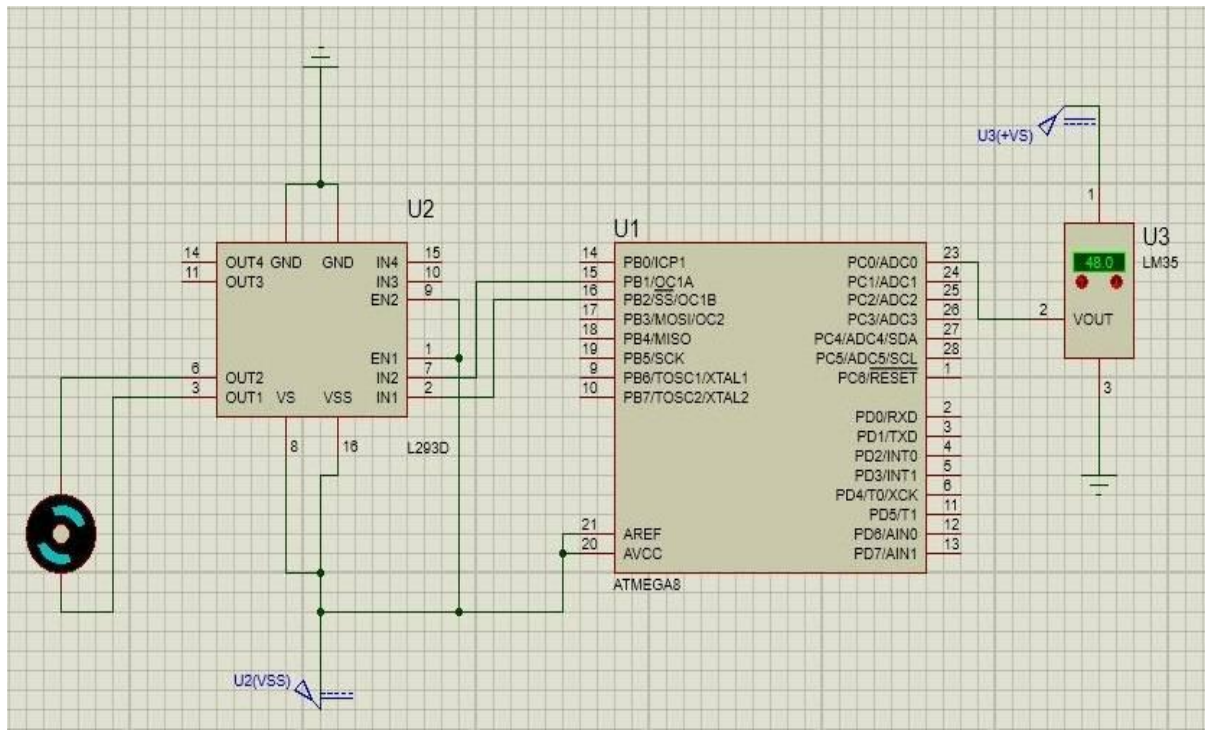 U3(+VS)
1
U3
LM35
48.0
2
VOUT
3
U2
14 OUT4 GND GND IN4 15
11 OUT3 IN3 10
EN2 9
EN1 1
6 OUT2 IN2 7
3 OUT1 VS VSS IN1 2
8 16
L293D
U2(VSS)
U1
14 PB0/ICP1 PC0/ADC0 23
15 PB1/OC1A PC1/ADC1 24
16 PB2/SS/OC1B PC2/ADC2 25
17 PB3/MOSI/OC2 PC3/ADC3 26
18 PB4/MISO PC4/ADC4/SDA 27
19 PB5/SCK PC5/ADC5/SCL 28
9 PB6/TOSC1/XTAL1 PC6/RESET 1
10 PB7/TOSC2/XTAL2
PD0/RXD 2
PD1/TXD 3
PD2/INT0 4
PD3/INT1 5
PD4/T0/XCK 6
PD5/T1 11
21 AREF PD6/AIN0 12
20 AVCC PD7/AIN1 13
ATMEGA8